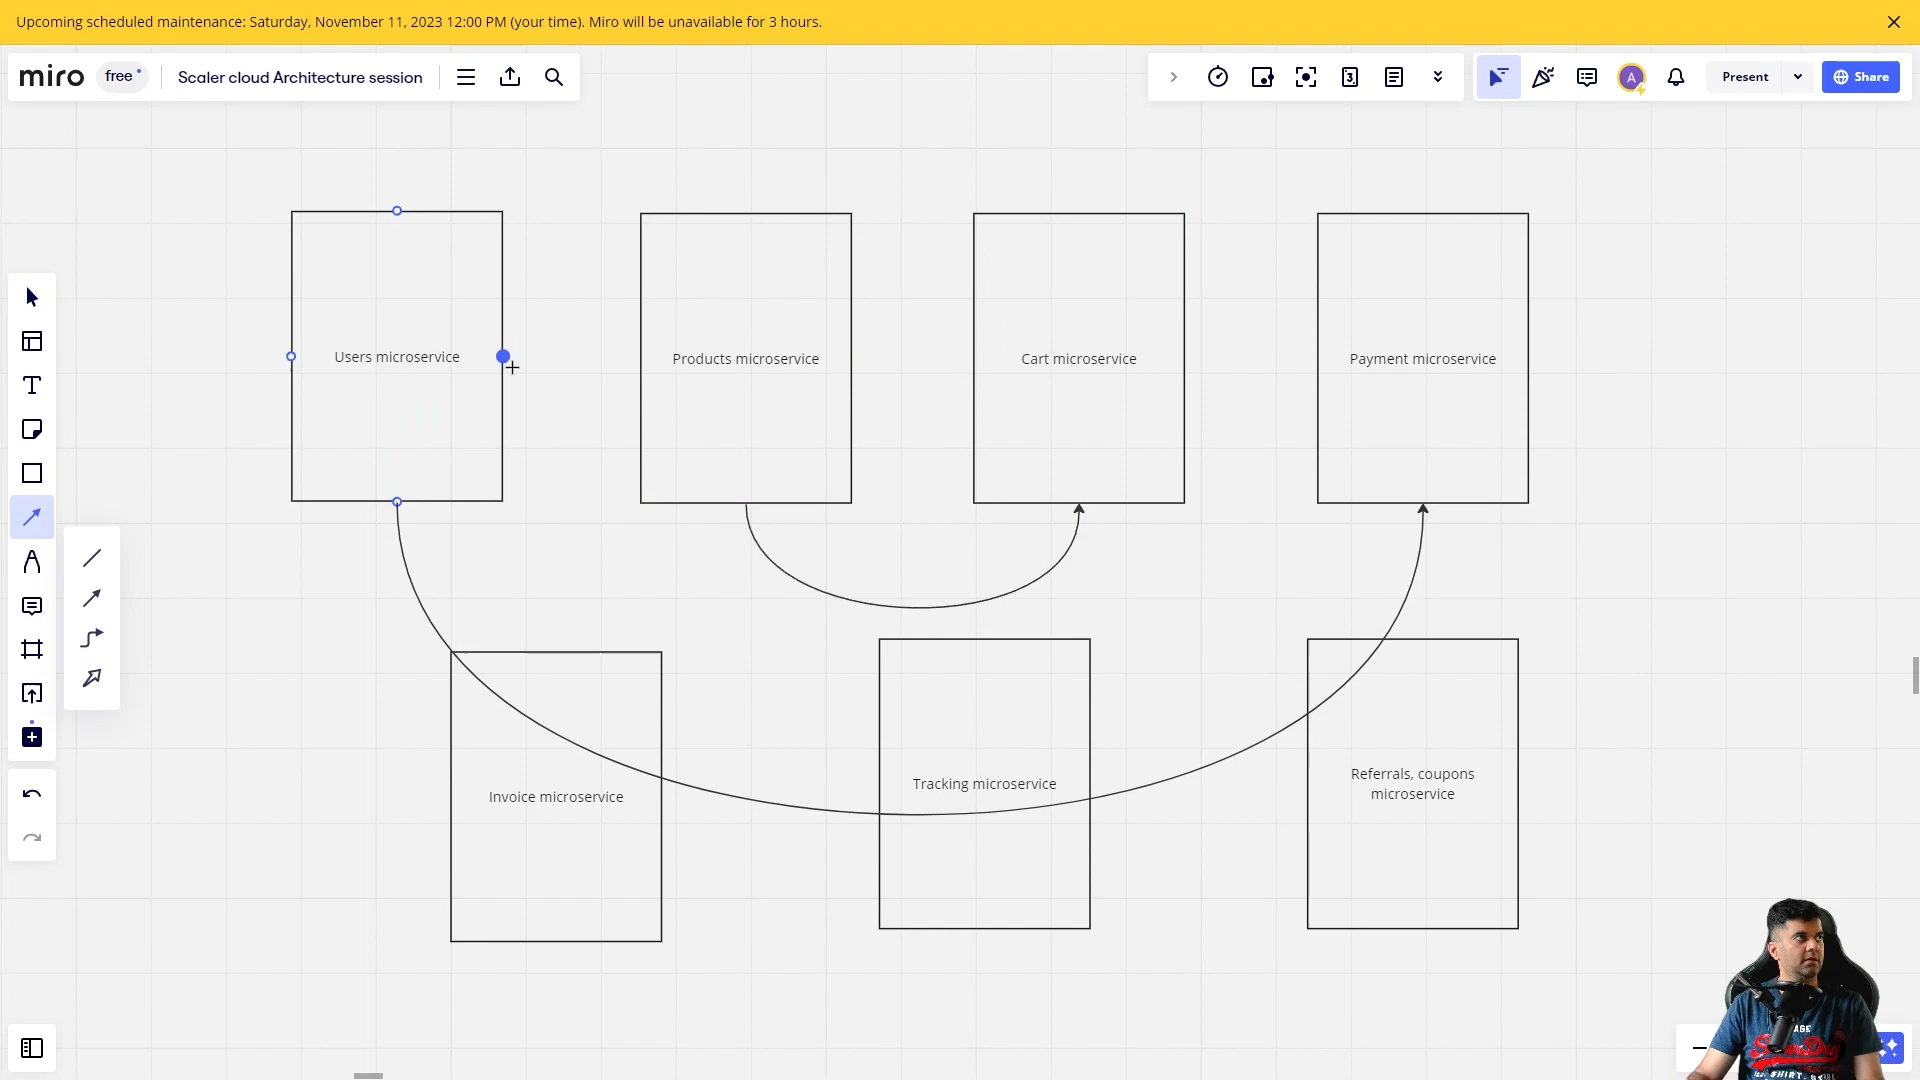 Upcoming scheduled maintenance: Saturday, November 11, 2023 12:00 PM (your time). Miro will be unavailable for 3 hours.
miro free Scaler cloud Architecture session
3
A
Present
Share
Users microservice
Products microservice
Cart microservice
Payment microservice
Invoice microservice
Tracking microservice
Referrals, coupons
microservice